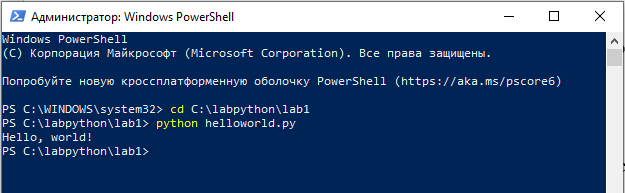 Администратор: Windows PowerShell
Windows PowerShell
(C) Корпорация Майкрософт (Microsoft Corporation). Все права защищены.
Попробуйте новую кроссплатформенную оболочку PowerShell (https://aka.ms/pscore6)
PS C:\WINDOWS\system32> cd C:\labpython\lab1
PS C:\labpython\lab1> python helloworld.py
Hello, world!
PS C:\labpython\lab1>